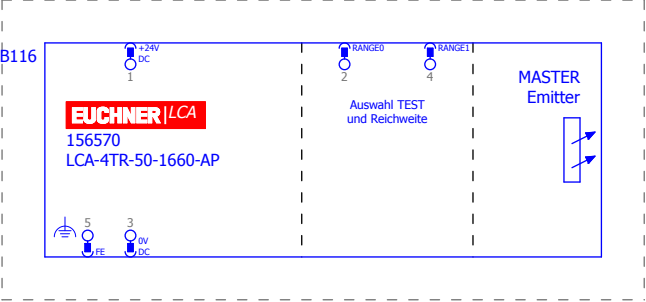 B116
+24V
DC
1
RANGE0
2
RANGE1
4
MASTER
Emitter
EUCHNER LCA
Auswahl TEST
und Reichweite
156570
LCA-4TR-50-1660-AP
5
FE
3
0V
DC